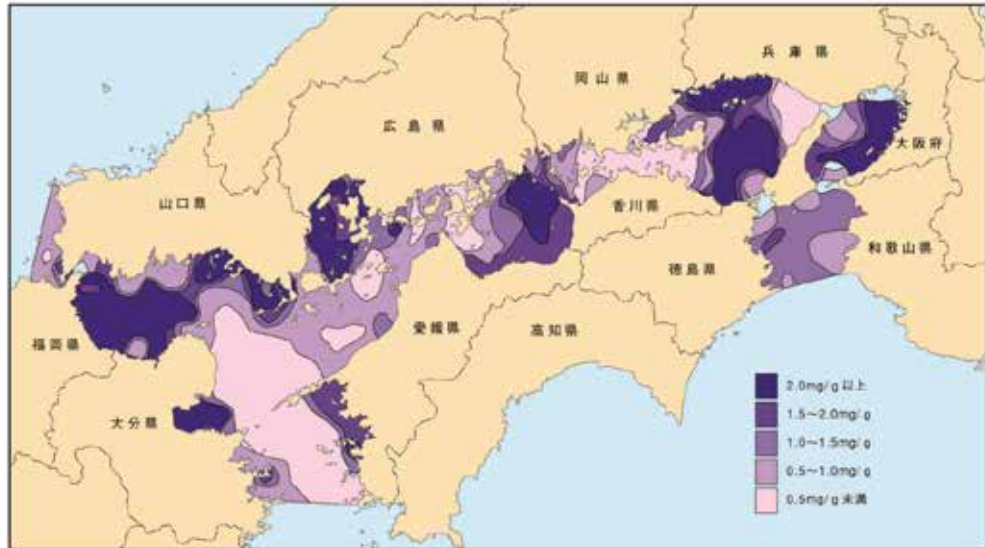 兵庫県
岡山県
広島県
大阪府
山口県
香川県
和歌山県
徳島県
愛媛県
高知県
福岡県
大分県
2.0mg/g以上
1.5～2.0mg/g
1.0～1.5mg/g
0.5～1.0mg/g
0.5mg/g未満